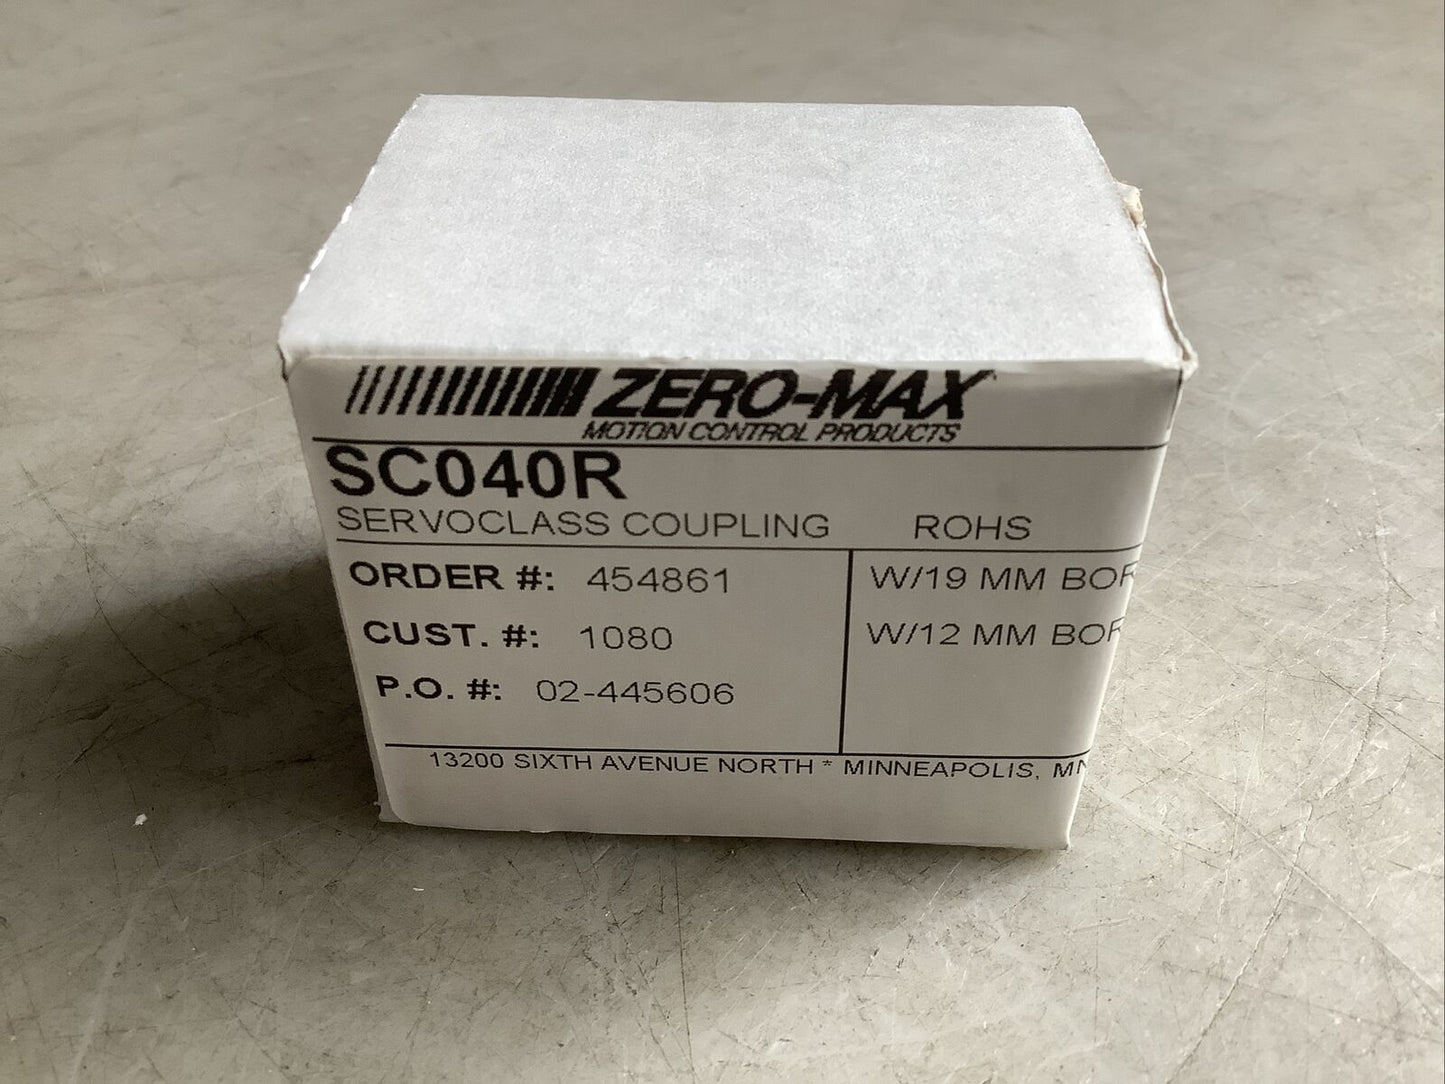 ZERO-MAX
MOTION CONTROL PRODUCTS
SC040R
SERVOCLASS COUPLING ROHS
ORDER #: 454861
W/19 MM BOR
CUST. #: 1080
W/12 MM BOR
P.O. #: 02-445606
13200 SIXTH AVENUE NORTH * MINNEAPOLIS, MN